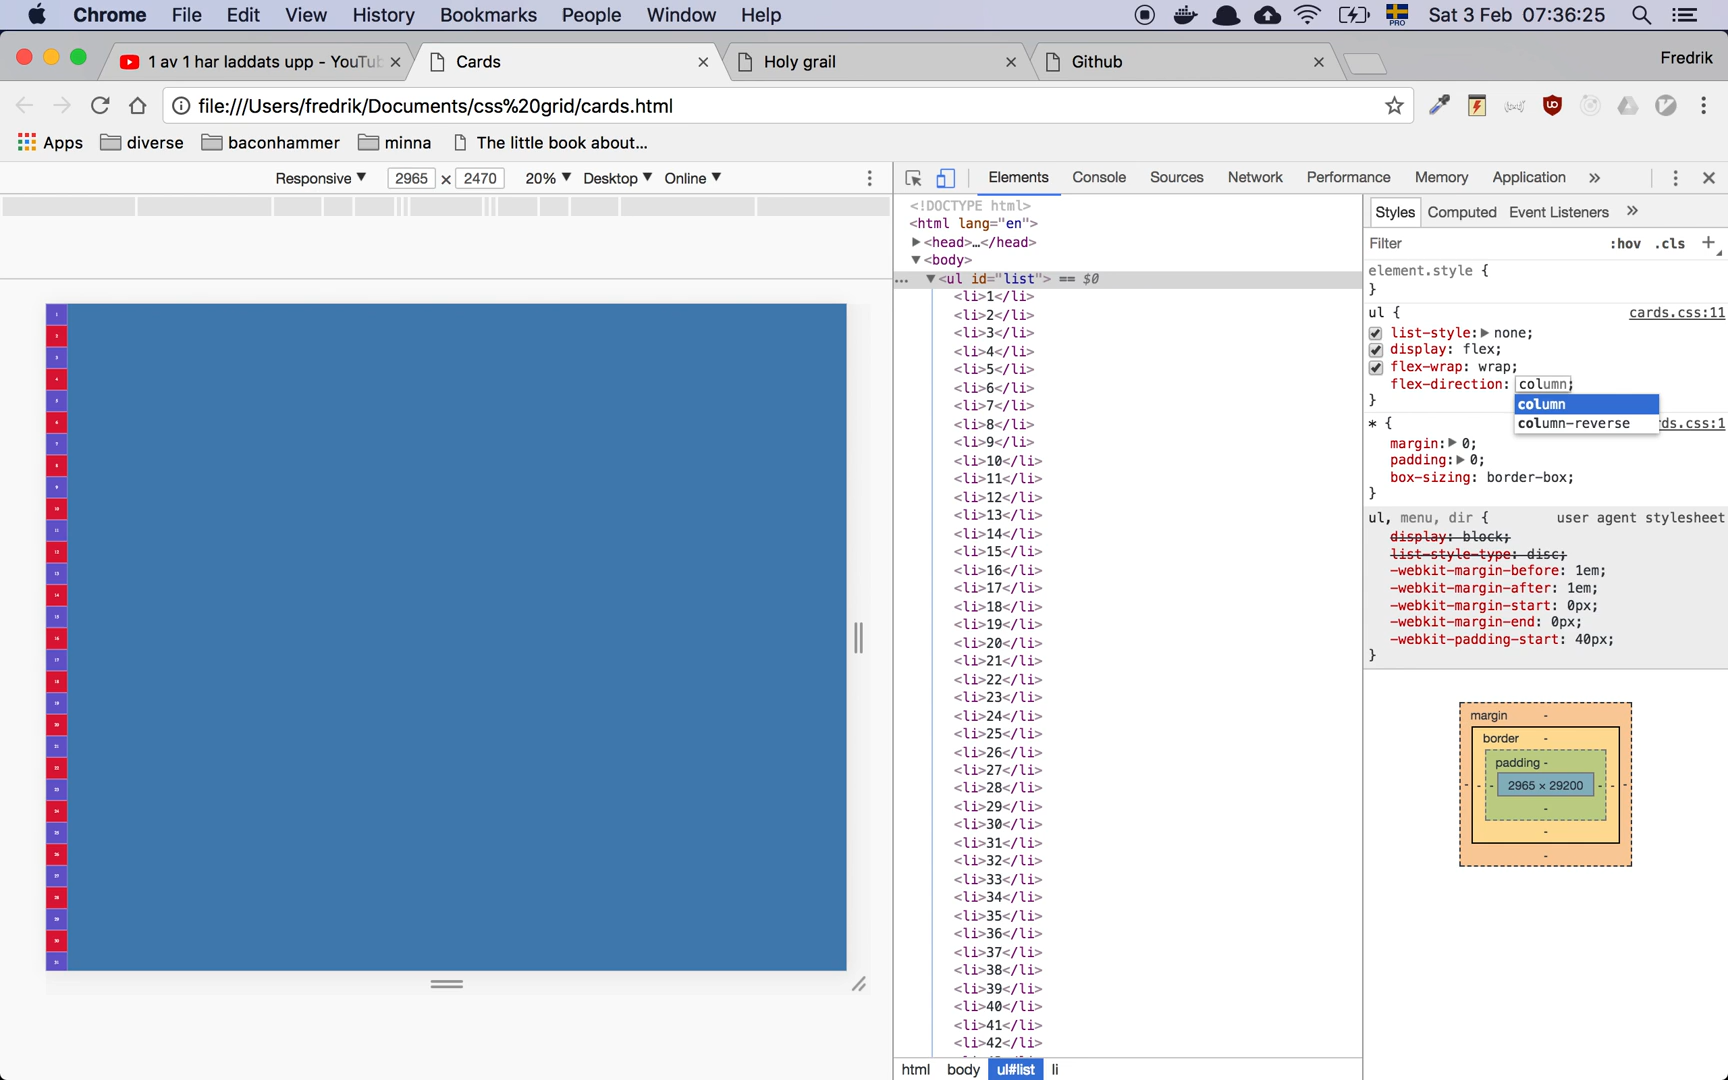 Chrome File Edit View History Bookmarks People Window Help PRO Sat 3 Feb 07:36:25
1 av 1 har laddats upp - YouTub Cards Holy grail Github Fredrik
file:///Users/fredrik/Documents/css%20grid/cards.html
Apps diverse baconhammer minna The little book about...
Responsive ▼ 2965 × 2470 20% ▼ Desktop ▼ Online ▼
Elements Console Sources Network Performance Memory Application »
<!DOCTYPE html>
<html lang="en">
▶<head>…</head>
▼<body>
… ▼<ul id="list"> == $0
<li>1</li>
<li>2</li>
<li>3</li>
<li>4</li>
<li>5</li>
<li>6</li>
<li>7</li>
<li>8</li>
<li>9</li>
<li>10</li>
<li>11</li>
<li>12</li>
<li>13</li>
<li>14</li>
<li>15</li>
<li>16</li>
<li>17</li>
<li>18</li>
<li>19</li>
<li>20</li>
<li>21</li>
<li>22</li>
<li>23</li>
<li>24</li>
<li>25</li>
<li>26</li>
<li>27</li>
<li>28</li>
<li>29</li>
<li>30</li>
<li>31</li>
<li>32</li>
<li>33</li>
<li>34</li>
<li>35</li>
<li>36</li>
<li>37</li>
<li>38</li>
<li>39</li>
<li>40</li>
<li>41</li>
<li>42</li>
html body ul#list li
Styles Computed Event Listeners »
Filter :hov .cls +
element.style {
}
ul { cards.css:11
list-style:▶ none;
display: flex;
flex-wrap: wrap;
flex-direction: column;
}
column
column-reverse
* { rds.css:1
margin:▶ 0;
padding:▶ 0;
box-sizing: border-box;
}
ul, menu, dir { user agent stylesheet
display: block;
list-style-type: disc;
-webkit-margin-before: 1em;
-webkit-margin-after: 1em;
-webkit-margin-start: 0px;
-webkit-margin-end: 0px;
-webkit-padding-start: 40px;
}
margin -
border -
padding -
- - - 2965 × 29200 - - -
-
-
-